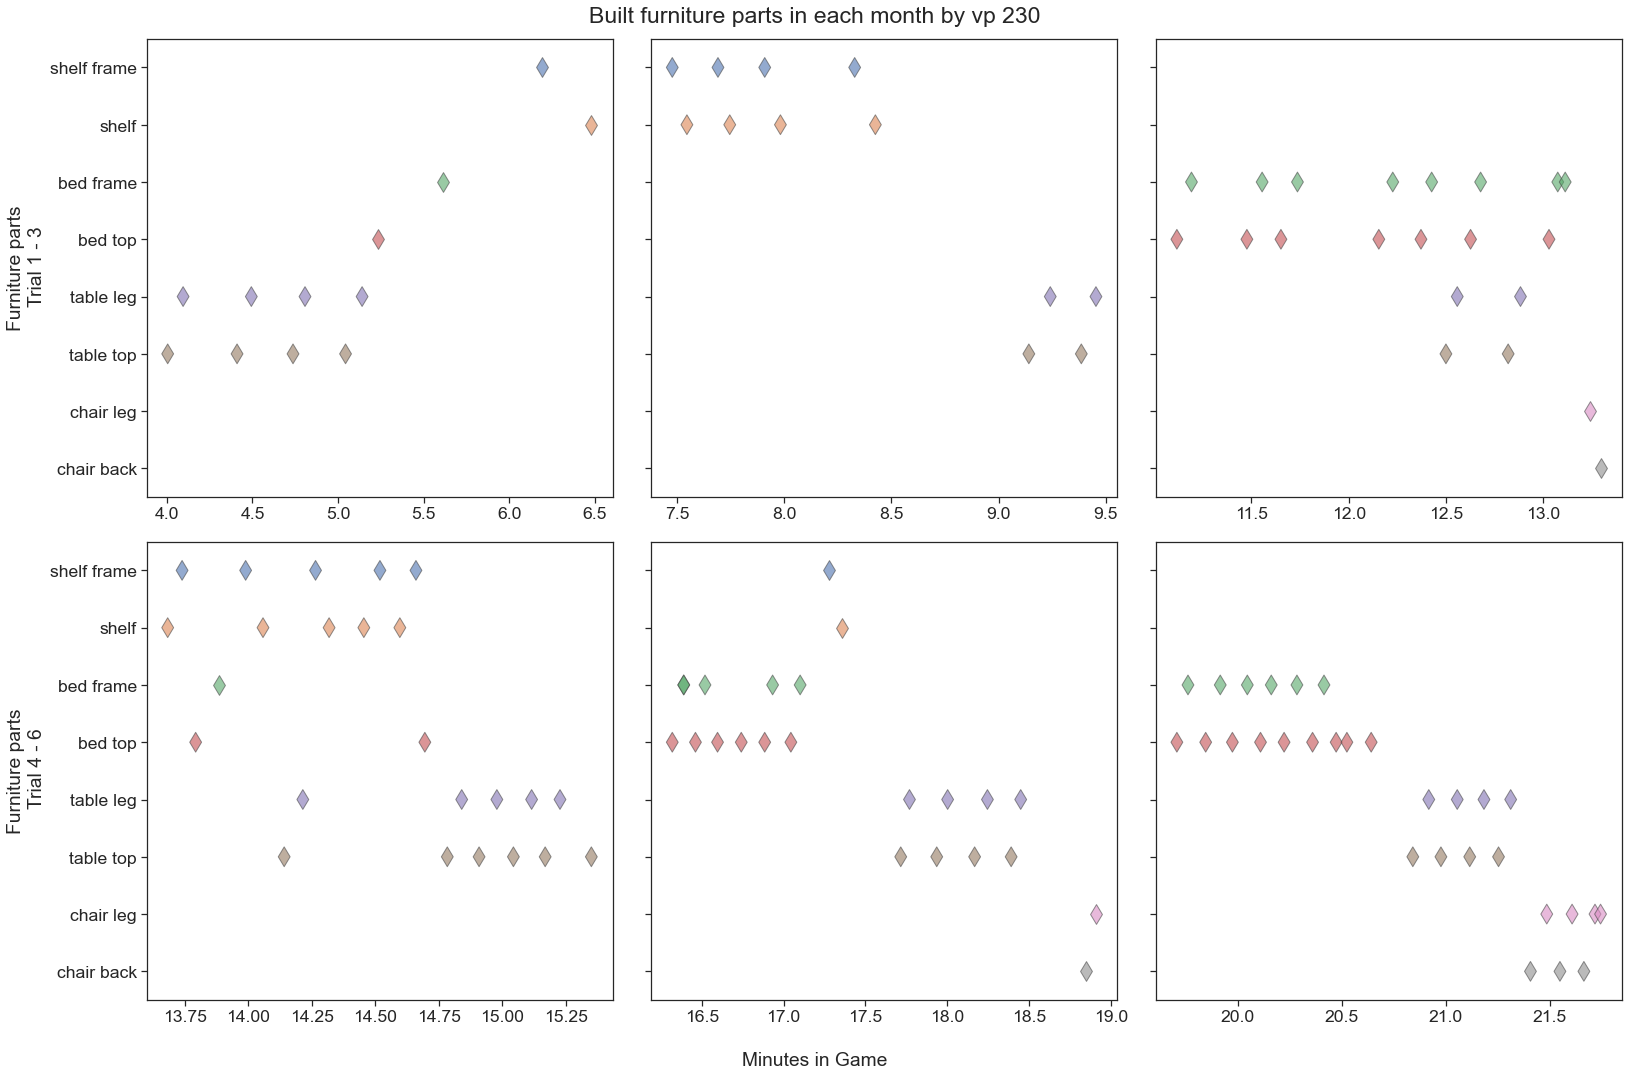 Built furniture parts in each month by vp 230
Furniture parts
Trial 1 - 3
shelf frame
shelf
bed frame
bed top
table leg
table top
chair leg
chair back
4.0 4.5 5.0 5.5 6.0 6.5
7.5 8.0 8.5 9.0 9.5
11.5 12.0 12.5 13.0
Furniture parts
Trial 4 - 6
shelf frame
shelf
bed frame
bed top
table leg
table top
chair leg
chair back
13.75 14.00 14.25 14.50 14.75 15.00 15.25
16.5 17.0 17.5 18.0 18.5 19.0
20.0 20.5 21.0 21.5
Minutes in Game